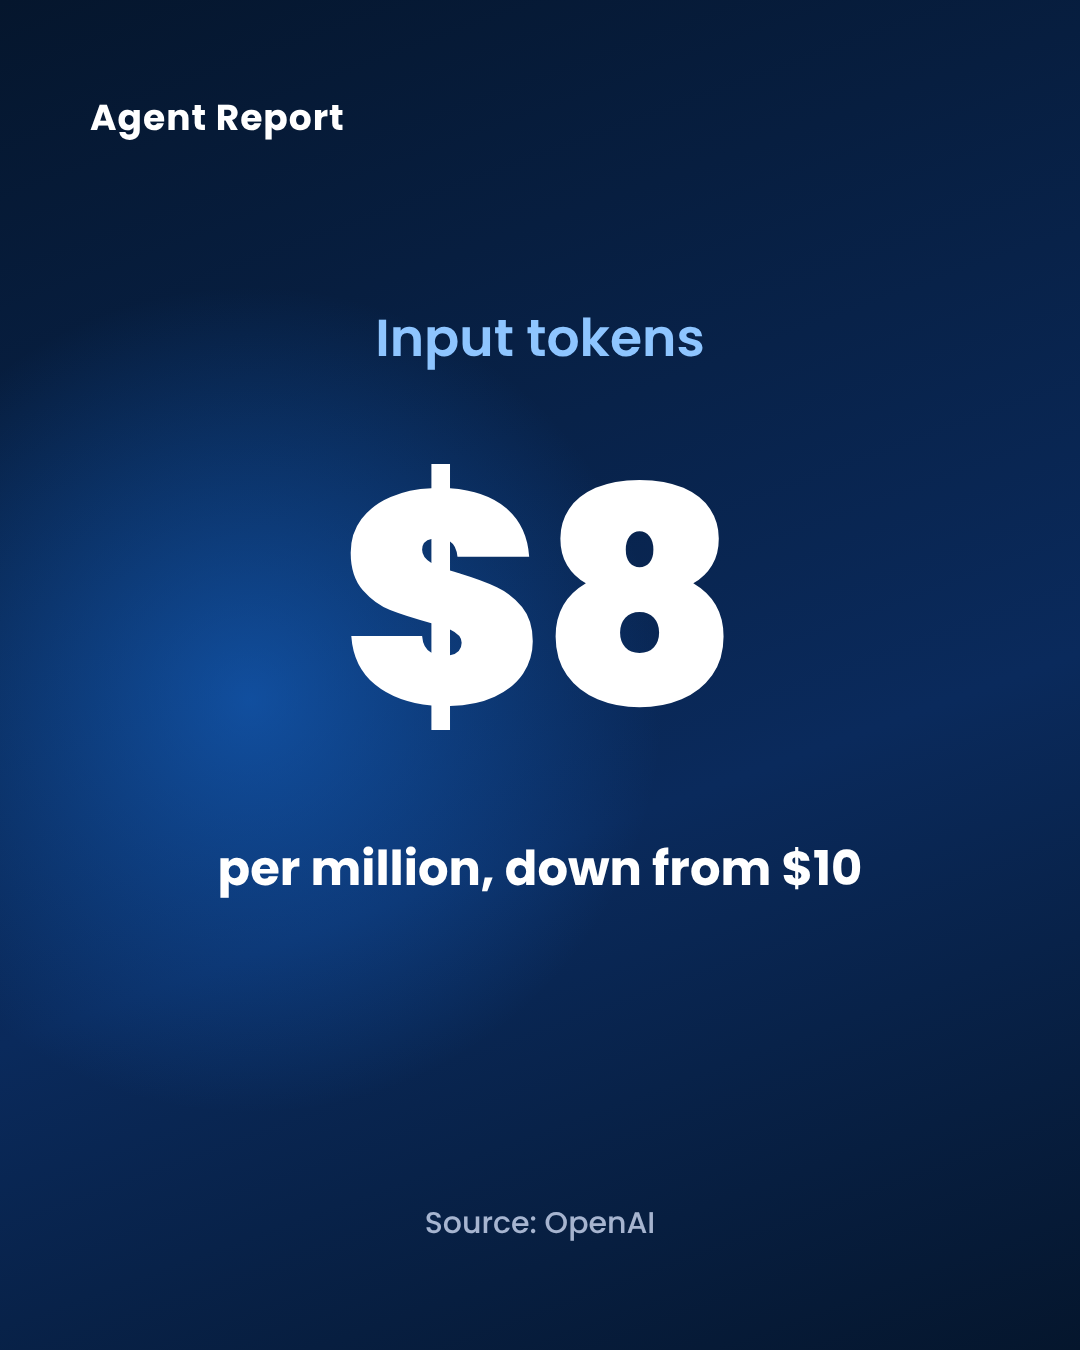 Agent Report
Input tokens
$8
per million, down from $10
Source: OpenAI